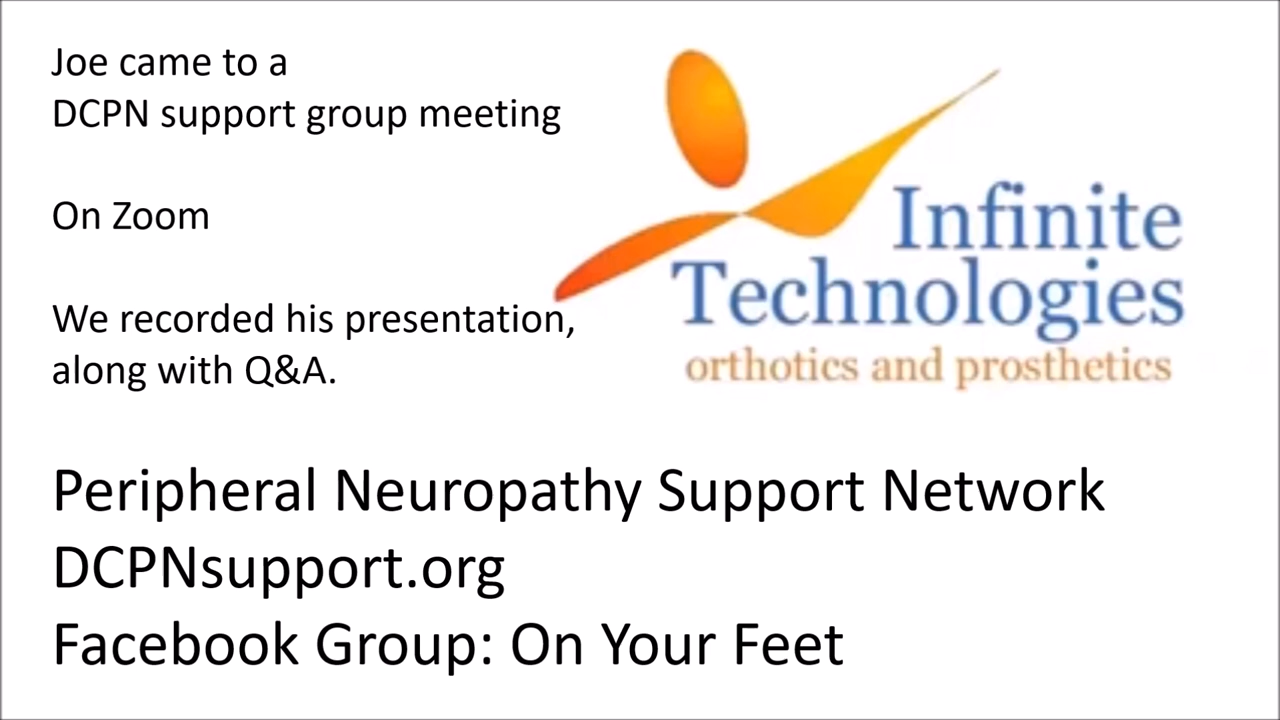 Joe came to a
DCPN support group meeting
On Zoom
We recorded his presentation,
along with Q&A.
Infinite
Technologies
orthotics and prosthetics
Peripheral Neuropathy Support Network
DCPNsupport.org
Facebook Group: On Your Feet